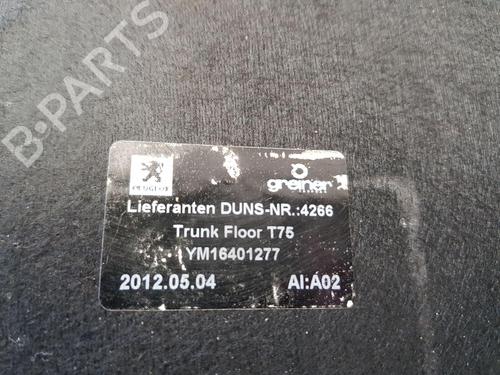 B-PARTS
PEUGEOT
greiner
Lieferanten DUNS-NR.:4266
Trunk Floor T75
YM16401277
2012.05.04 AI:A02